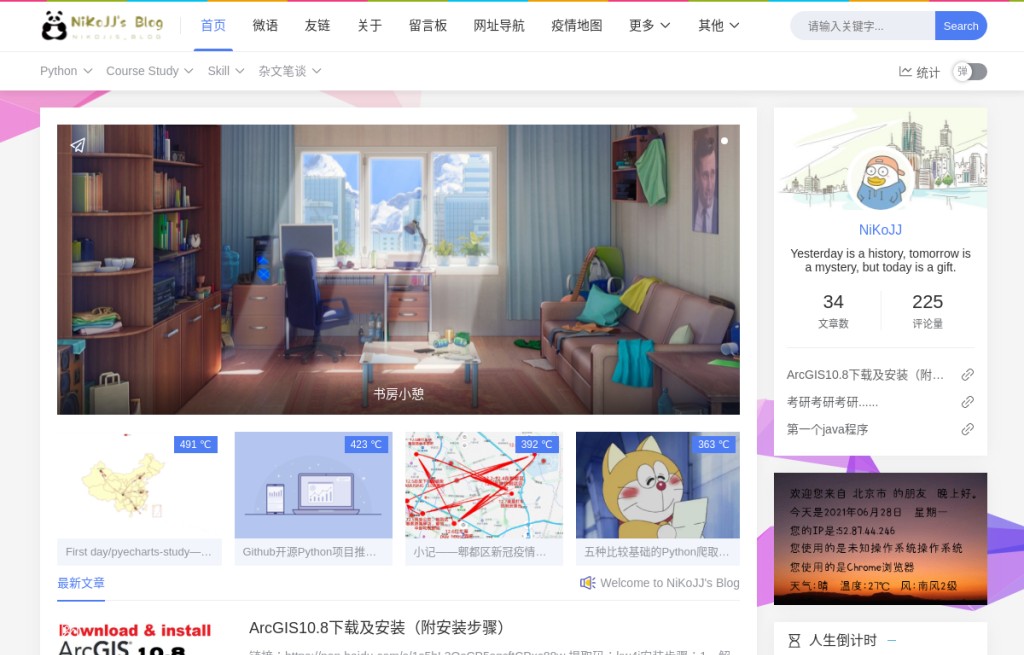 NiKoJJ's Blog
NIKOJJS_BLOG
首页
微语
友链
关于
留言板
网址导航
疫情地图
更多
其他
请输入关键字...
Search
Python
Course Study
Skill
杂文笔谈
统计
弹
书房小憩
NiKoJJ
Yesterday is a history, tomorrow is
a mystery, but today is a gift.
34
225
文章数
评论量
ArcGIS10.8下载及安装（附...
考研考研考研......
第一个java程序
491 ℃
423 ℃
392 ℃
363 ℃
First day/pyecharts-study—...
Github开源Python项目推...
小记——郫都区新冠疫情...
五种比较基础的Python爬取...
欢迎您来自 北京市 的朋友 晚上好。
今天是2021年06月28日 星期一
您的IP是:52.87.44.246
您使用的是未知操作系统操作系统
您使用的是Chrome浏览器
天气:晴 温度:27℃ 风:南风2级
最新文章
Welcome to NiKoJJ's Blog
人生倒计时
Download & install
ArcGIS 10.8
ArcGIS10.8下载及安装（附安装步骤）